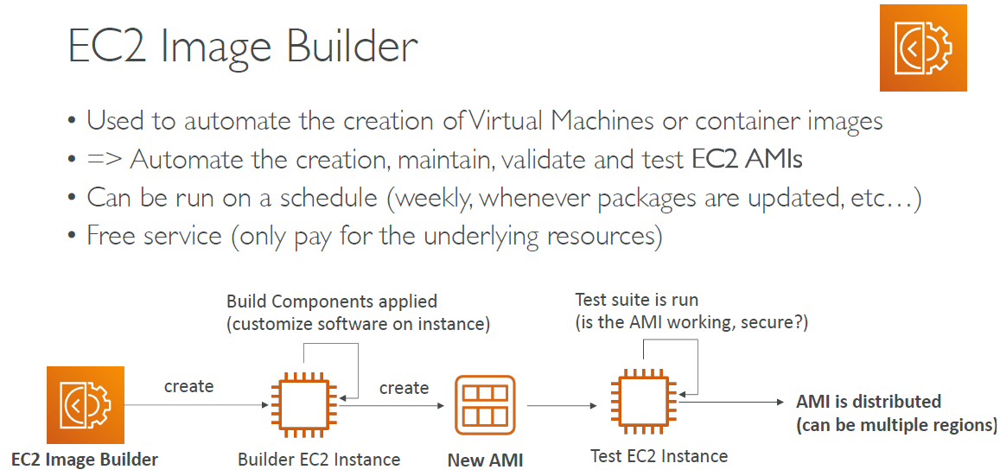 EC2 Image Builder
• Used to automate the creation of Virtual Machines or container images
• => Automate the creation, maintain, validate and test EC2 AMIs
• Can be run on a schedule (weekly, whenever packages are updated, etc…)
• Free service (only pay for the underlying resources)
Build Components applied
(customize software on instance)
Test suite is run
(is the AMI working, secure?)
create
create
AMI is distributed
(can be multiple regions)
EC2 Image Builder
Builder EC2 Instance
New AMI
Test EC2 Instance